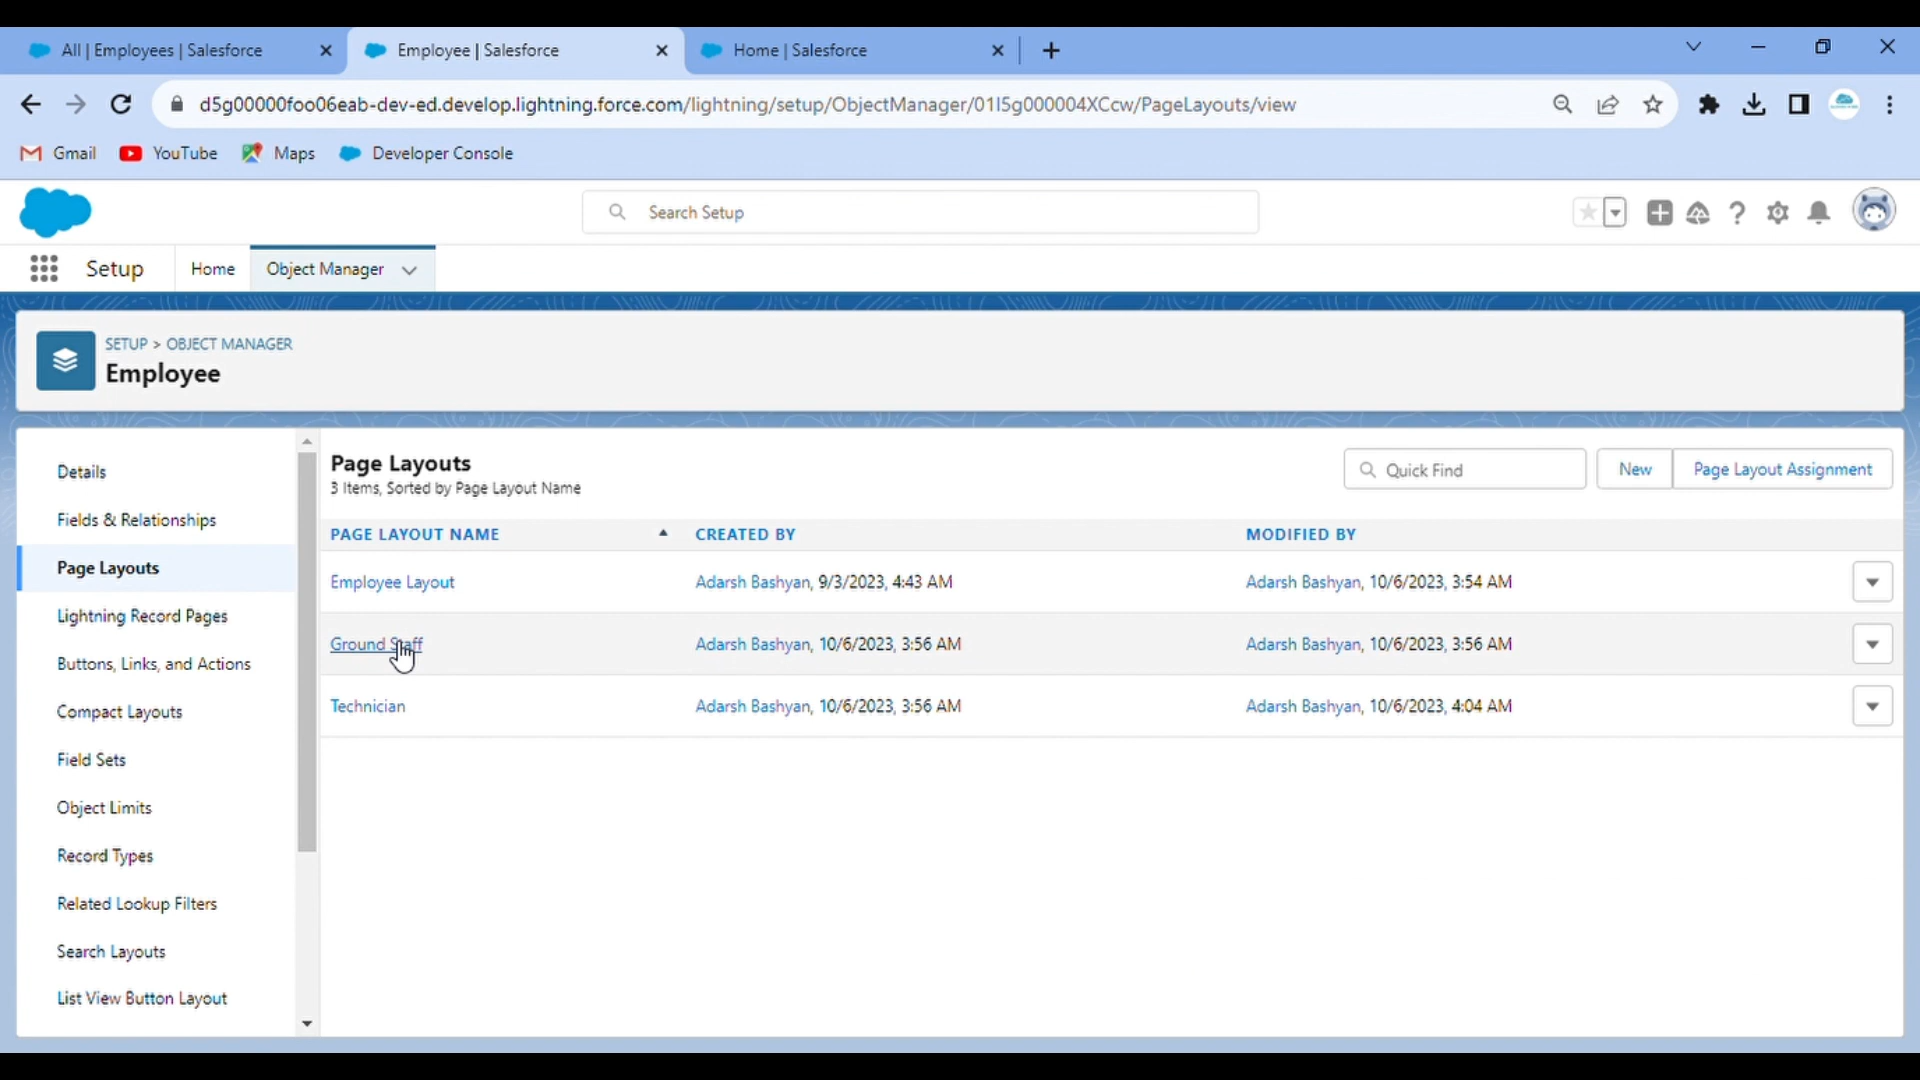 All | Employees | Salesforce
Employee | Salesforce
Home | Salesforce
d5g00000foo06eab-dev-ed.develop.lightning.force.com/lightning/setup/ObjectManager/01I5g000004XCcw/PageLayouts/view
Gmail YouTube Maps Developer Console
Search Setup
Setup Home Object Manager
SETUP > OBJECT MANAGER
Employee
Details
Fields & Relationships
Page Layouts
Lightning Record Pages
Buttons, Links, and Actions
Compact Layouts
Field Sets
Object Limits
Record Types
Related Lookup Filters
Search Layouts
List View Button Layout
Page Layouts
3 Items, Sorted by Page Layout Name
Quick Find
New
Page Layout Assignment
PAGE LAYOUT NAME CREATED BY MODIFIED BY
Employee Layout Adarsh Bashyan, 9/3/2023, 4:43 AM Adarsh Bashyan, 10/6/2023, 3:54 AM
Ground Staff Adarsh Bashyan, 10/6/2023, 3:56 AM Adarsh Bashyan, 10/6/2023, 3:56 AM
Technician Adarsh Bashyan, 10/6/2023, 3:56 AM Adarsh Bashyan, 10/6/2023, 4:04 AM